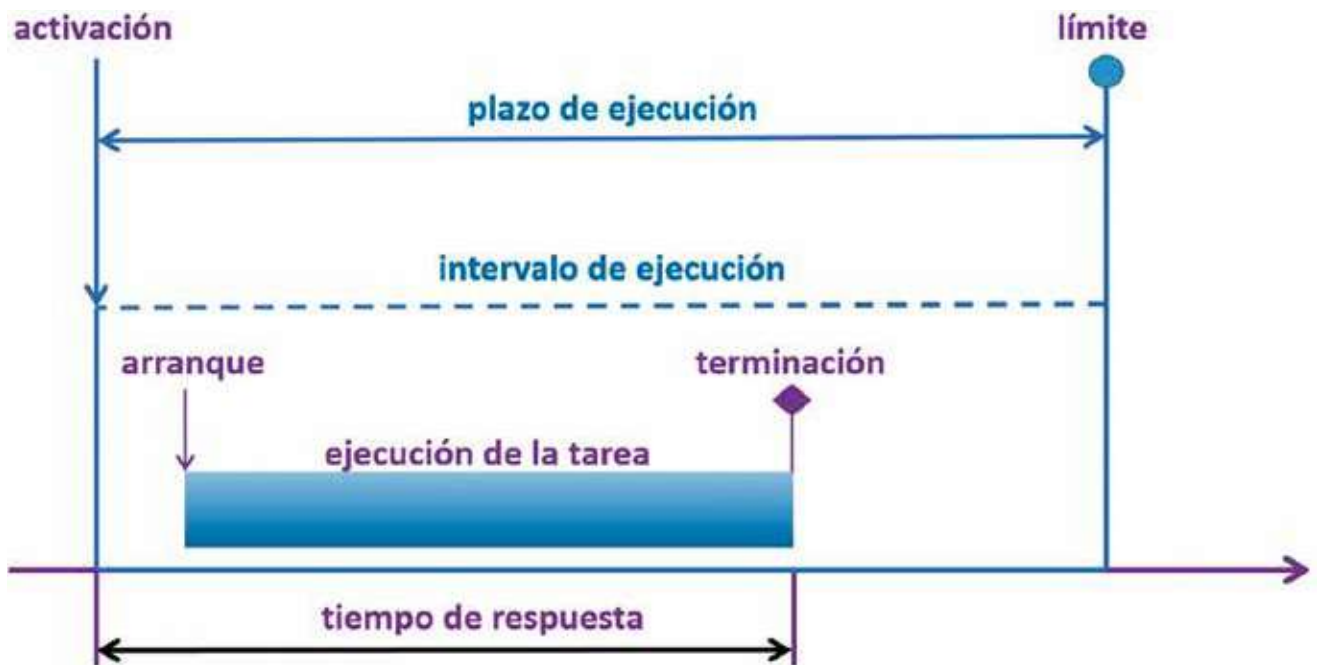 activación
límite
plazo de ejecución
intervalo de ejecución
arranque
terminación
ejecución de la tarea
tiempo de respuesta